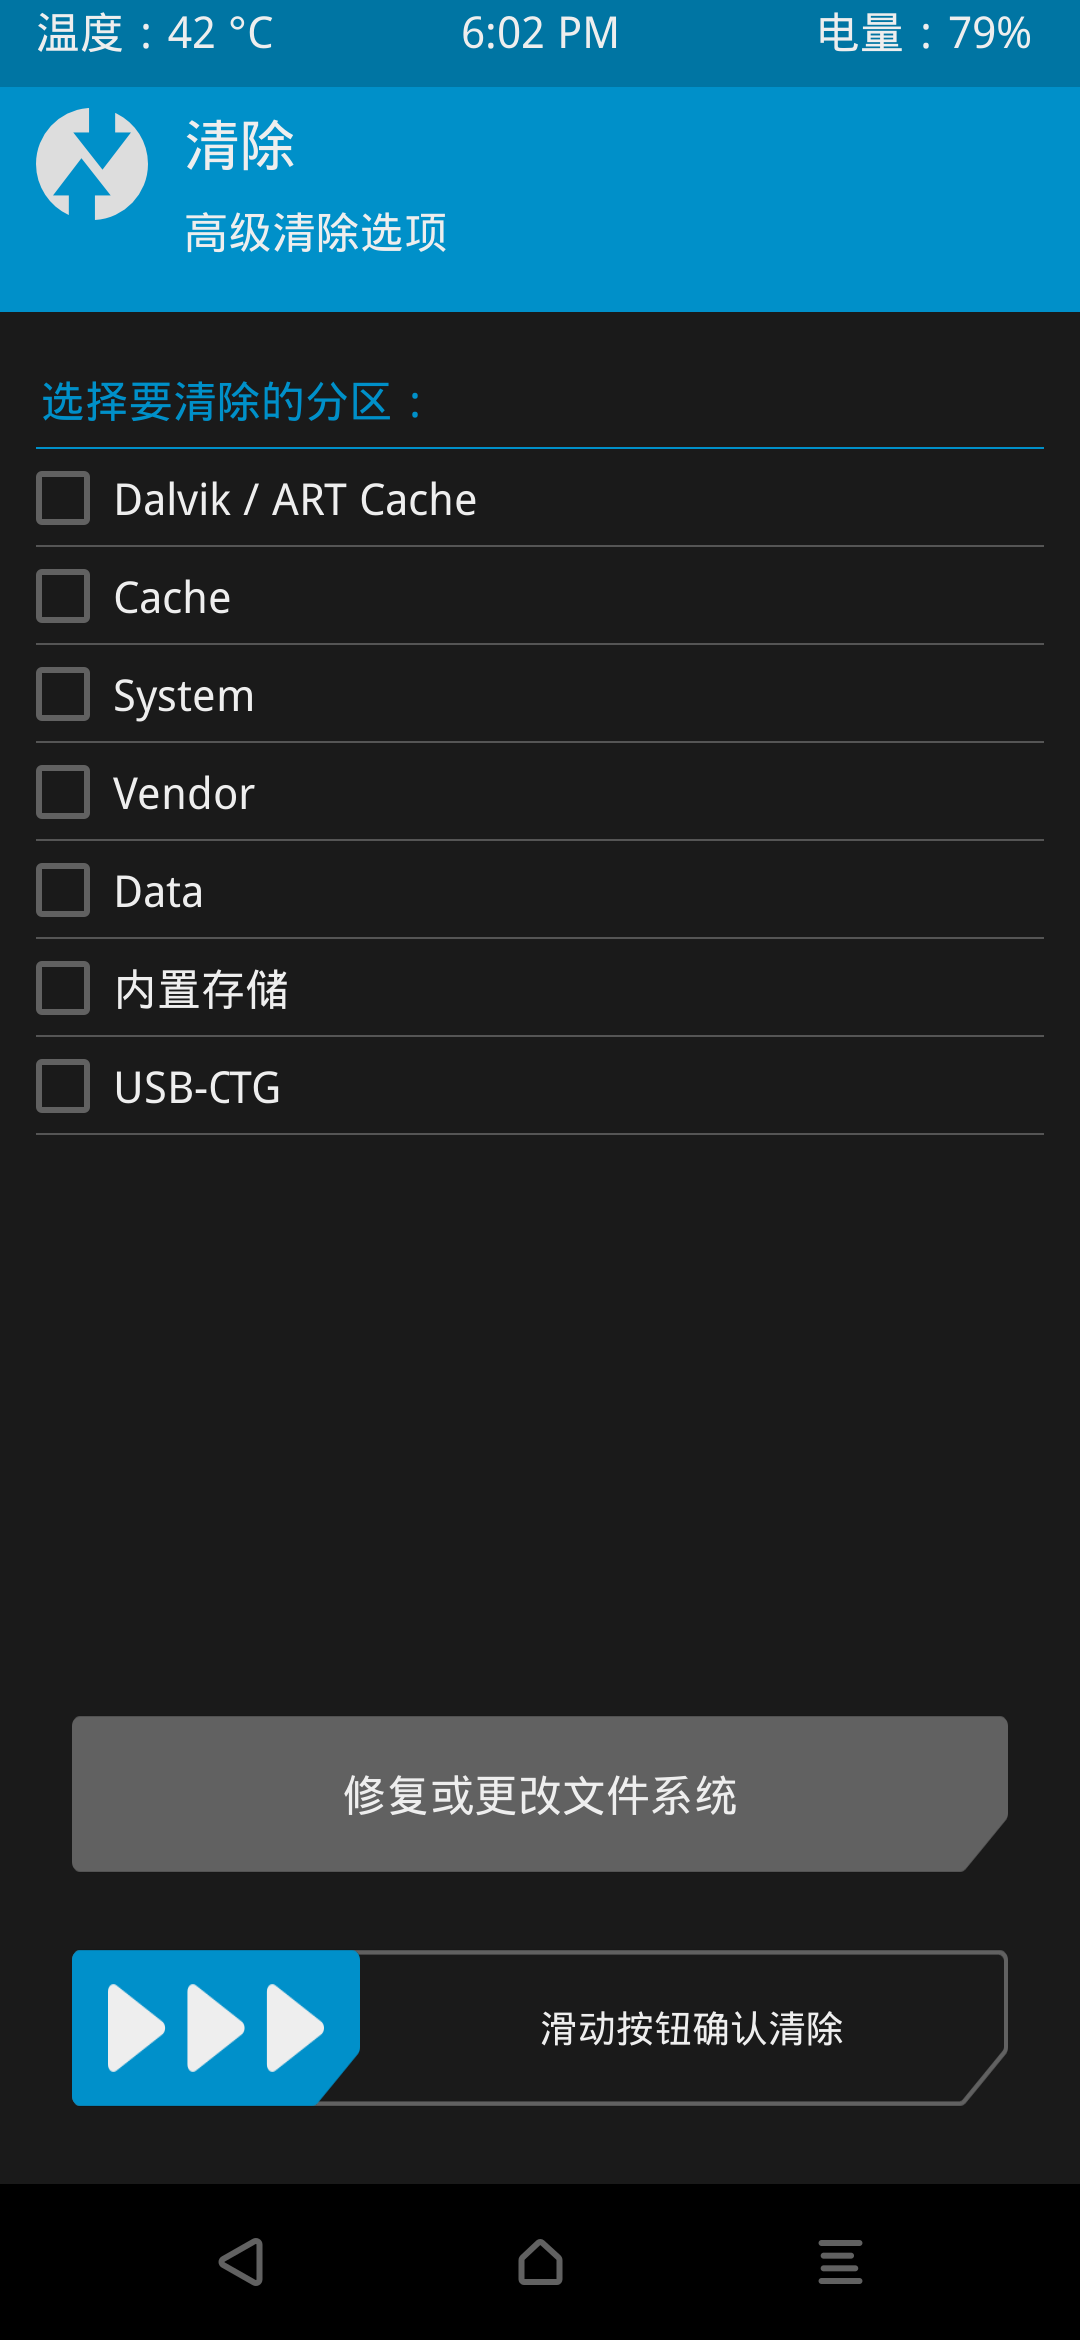 温度：42 °C 6:02 PM 电量：79%
清除
高级清除选项
选择要清除的分区：
Dalvik / ART Cache
Cache
System
Vendor
Data
内置存储
USB-CTG
修复或更改文件系统
滑动按钮确认清除